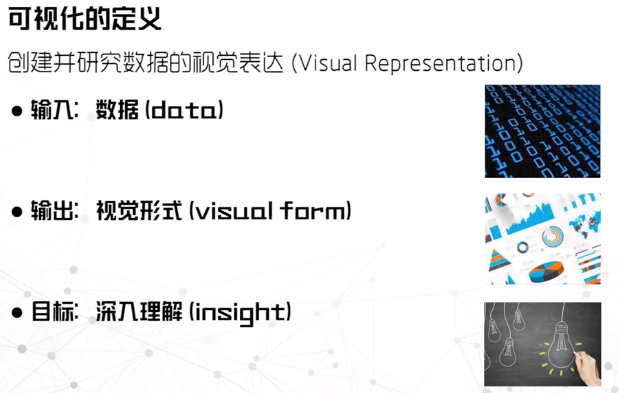 可视化的定义
创建并研究数据的视觉表达 (Visual Representation)
● 输入: 数据 (data)
● 输出: 视觉形式 (visual form)
● 目标: 深入理解 (insight)